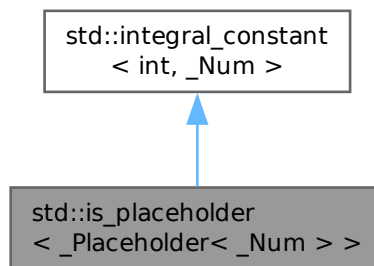 std::integral_constant
< int, _Num >
std::is_placeholder
< _Placeholder< _Num > >